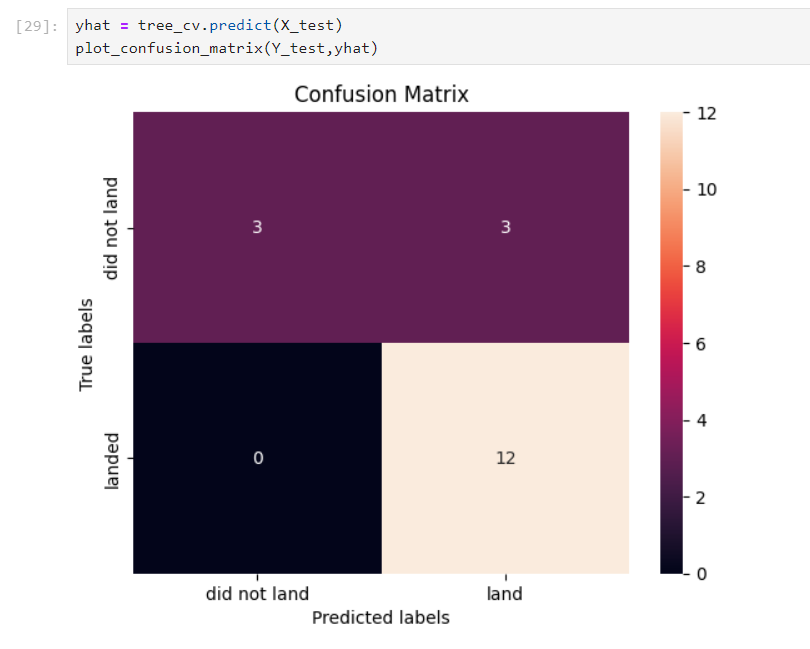 [29]:
yhat = tree_cv.predict(X_test)
plot_confusion_matrix(Y_test,yhat)
Confusion Matrix
True labels
did not land
landed
3
3
0
12
did not land
land
Predicted labels
12
10
8
6
4
2
0